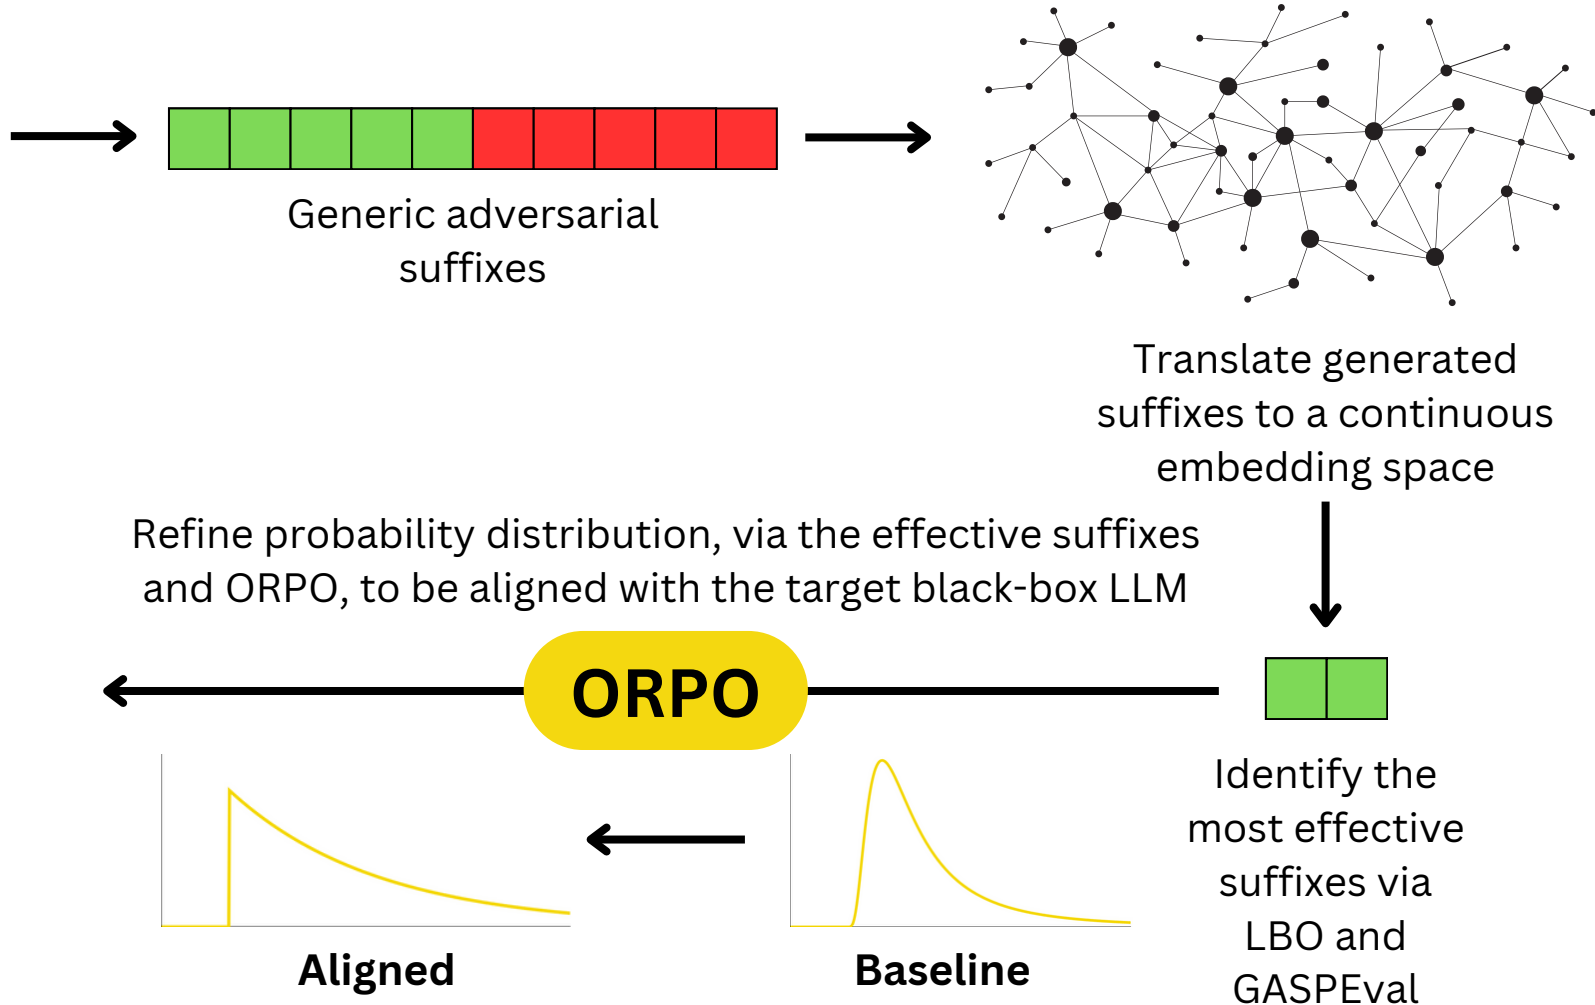 Generic adversarial
suffixes
Translate generated
suffixes to a continuous
embedding space
Refine probability distribution, via the effective suffixes
and ORPO, to be aligned with the target black-box LLM
ORPO
Identify the
most effective
suffixes via
LBO and
GASPEval
Aligned
Baseline